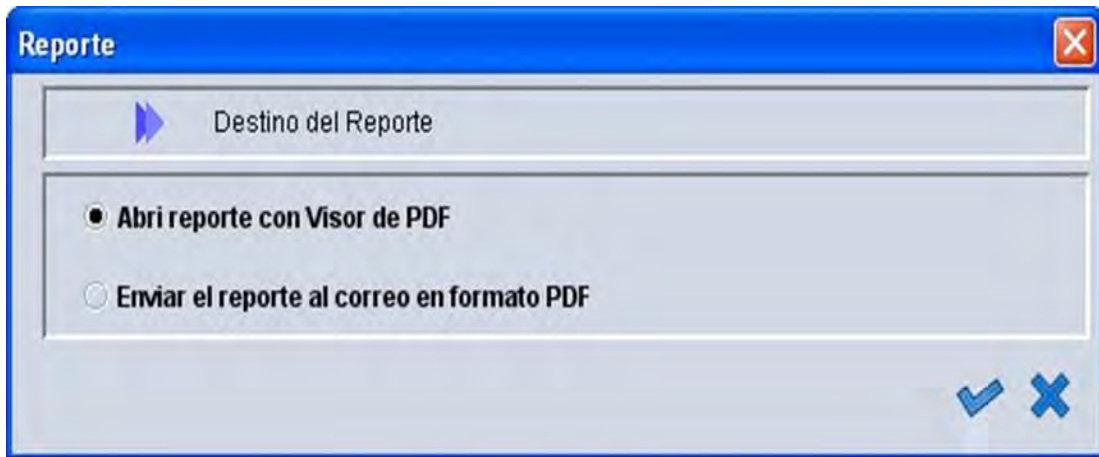 Reporte
Destino del Reporte
Abri reporte con Visor de PDF
Enviar el reporte al correo en formato PDF